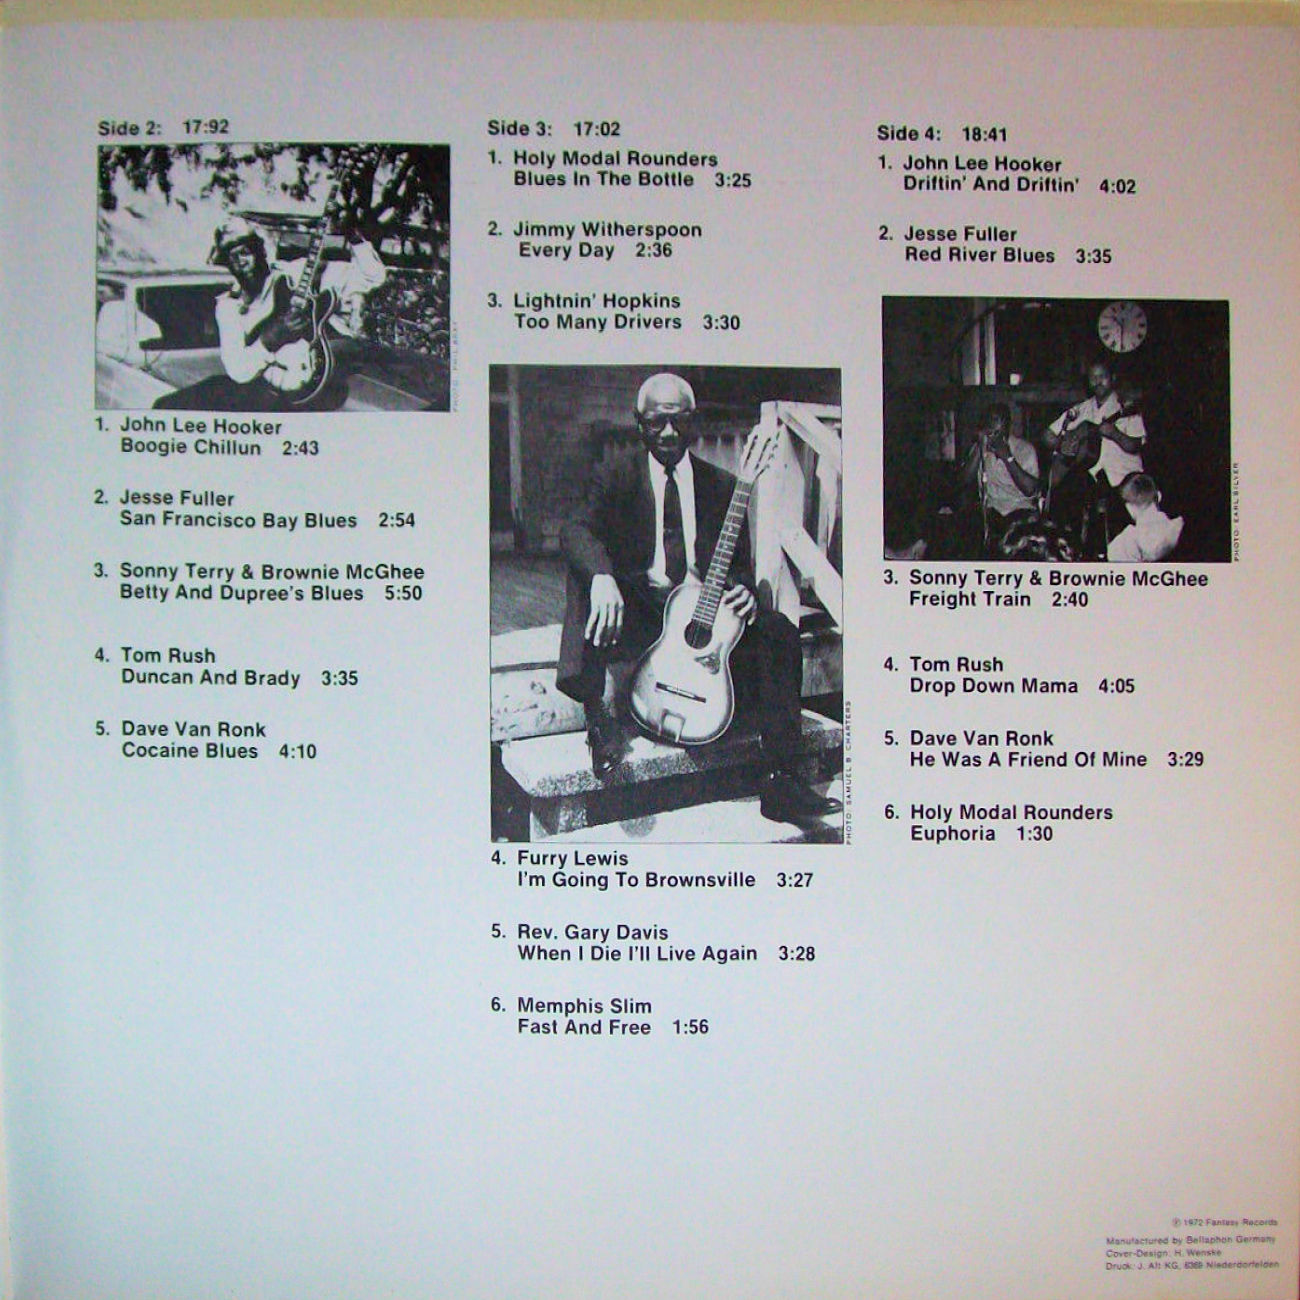 Side 2: 17:92
PHOTO: PHIL BRAY
1. John Lee Hooker
Boogie Chillun 2:43
2. Jesse Fuller
San Francisco Bay Blues 2:54
3. Sonny Terry & Brownie McGhee
Betty And Dupree's Blues 5:50
4. Tom Rush
Duncan And Brady 3:35
5. Dave Van Ronk
Cocaine Blues 4:10
Side 3: 17:02
1. Holy Modal Rounders
Blues In The Bottle 3:25
2. Jimmy Witherspoon
Every Day 2:36
3. Lightnin' Hopkins
Too Many Drivers 3:30
PHOTO: SAMUEL B. CHARTERS
4. Furry Lewis
I'm Going To Brownsville 3:27
5. Rev. Gary Davis
When I Die I'll Live Again 3:28
6. Memphis Slim
Fast And Free 1:56
Side 4: 18:41
1. John Lee Hooker
Driftin' And Driftin' 4:02
2. Jesse Fuller
Red River Blues 3:35
PHOTO: EARL SILVER
3. Sonny Terry & Brownie McGhee
Freight Train 2:40
4. Tom Rush
Drop Down Mama 4:05
5. Dave Van Ronk
He Was A Friend Of Mine 3:29
6. Holy Modal Rounders
Euphoria 1:30
℗ 1972 Fantasy Records
Manufactured by Bellaphon Germany
Cover-Design: H. Wenske
Druck: J. Alt KG, 6369 Niederdorfelden